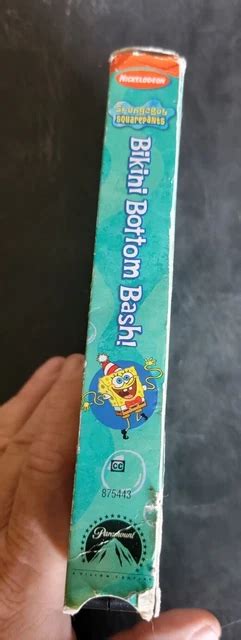 NICKELODEON
SPONGEBOB
SQUAREPANTS
Bikini Bottom Bash!
CC
875443
Paramount